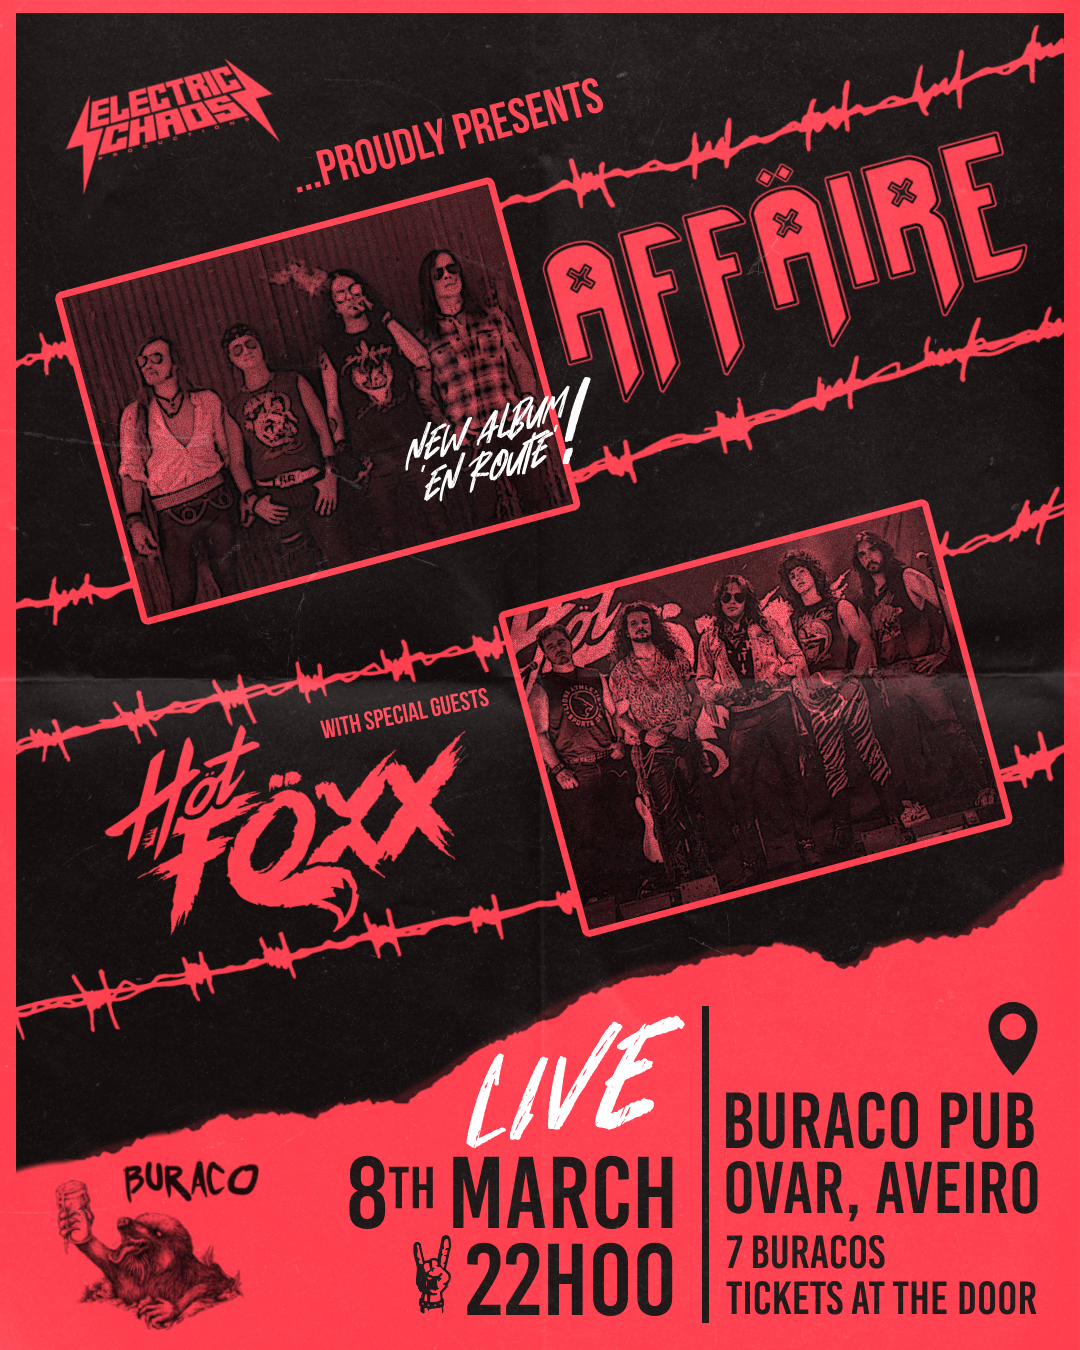 ELECTRIC
CHAOS
PRODUCTIONS
...PROUDLY PRESENTS
AFFÄIRE
NEW ALBUM
'EN ROUTE'!
WITH SPECIAL GUESTS
Höt
FÖXX
LIVE
8TH MARCH
22H00
BURACO PUB
OVAR, AVEIRO
7 BURACOS
TICKETS AT THE DOOR
BURACO